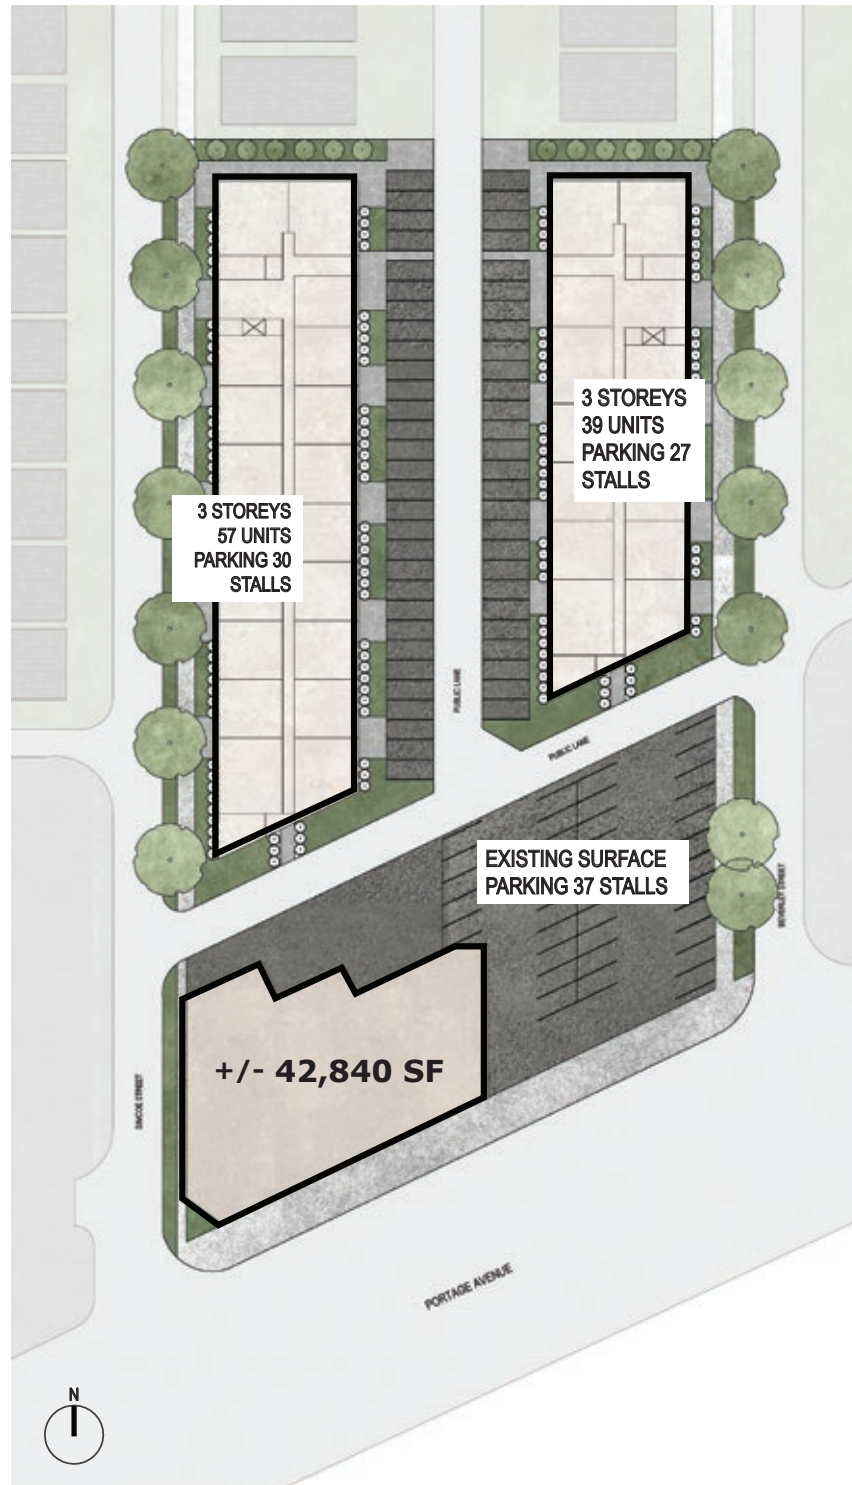 3 STOREYS
39 UNITS
PARKING 27
STALLS
3 STOREYS
57 UNITS
PARKING 30
STALLS
PUBLIC LANE
PUBLIC LANE
EXISTING SURFACE
PARKING 37 STALLS
BEVERLEY STREET
+/- 42,840 SF
SIMCOE STREET
PORTAGE AVENUE
N